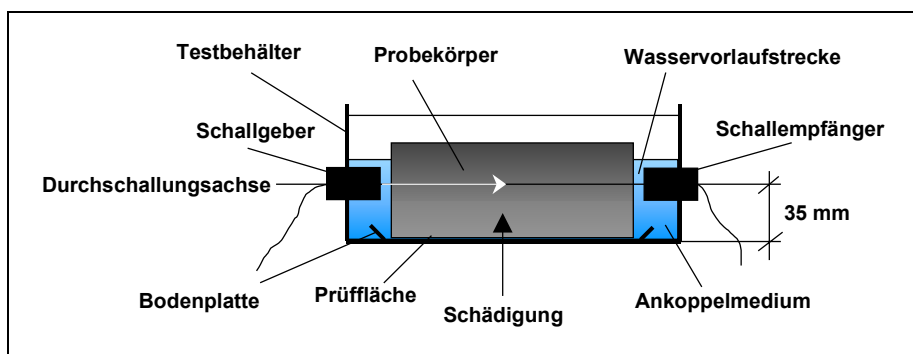 Testbehälter
Probekörper
Wasservorlaufstrecke
Schallgeber
Schallempfänger
Durchschallungsachse
35 mm
Bodenplatte
Prüffläche
Schädigung
Ankoppelmedium